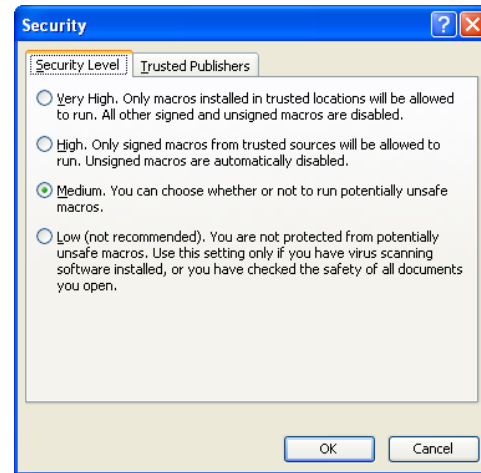 Security
Security Level Trusted Publishers
Very High. Only macros installed in trusted locations will be allowed
to run. All other signed and unsigned macros are disabled.
High. Only signed macros from trusted sources will be allowed to
run. Unsigned macros are automatically disabled.
Medium. You can choose whether or not to run potentially unsafe
macros.
Low (not recommended). You are not protected from potentially
unsafe macros. Use this setting only if you have virus scanning
software installed, or you have checked the safety of all documents
you open.
OK Cancel